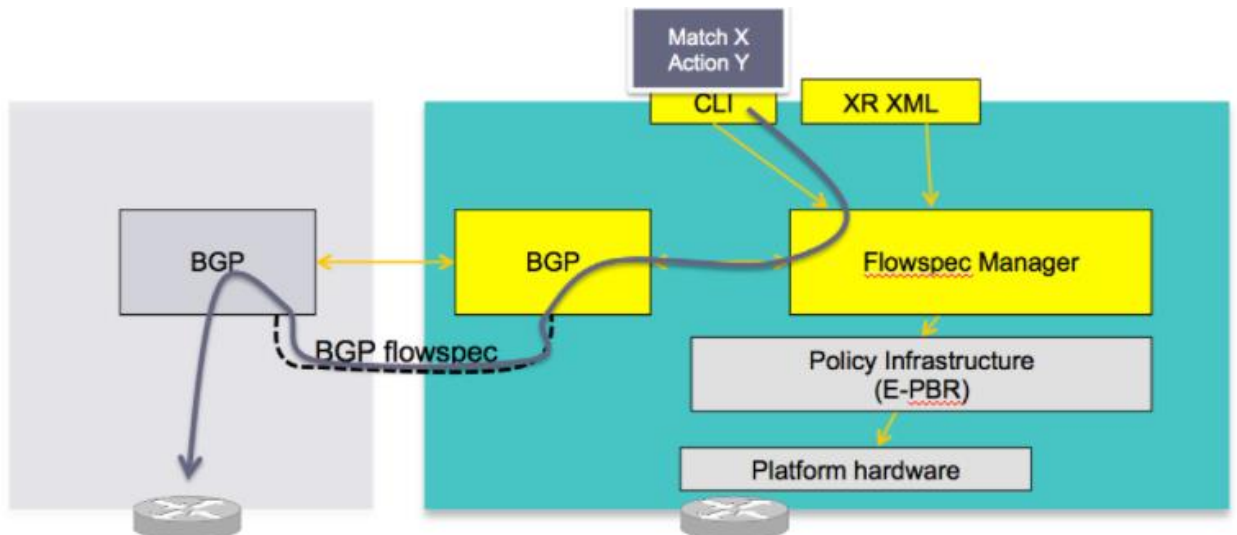 Match X
Action Y
CLI
XR XML
BGP
BGP
Flowspec Manager
BGP flowspec
Policy Infrastructure
(E-PBR)
Platform hardware